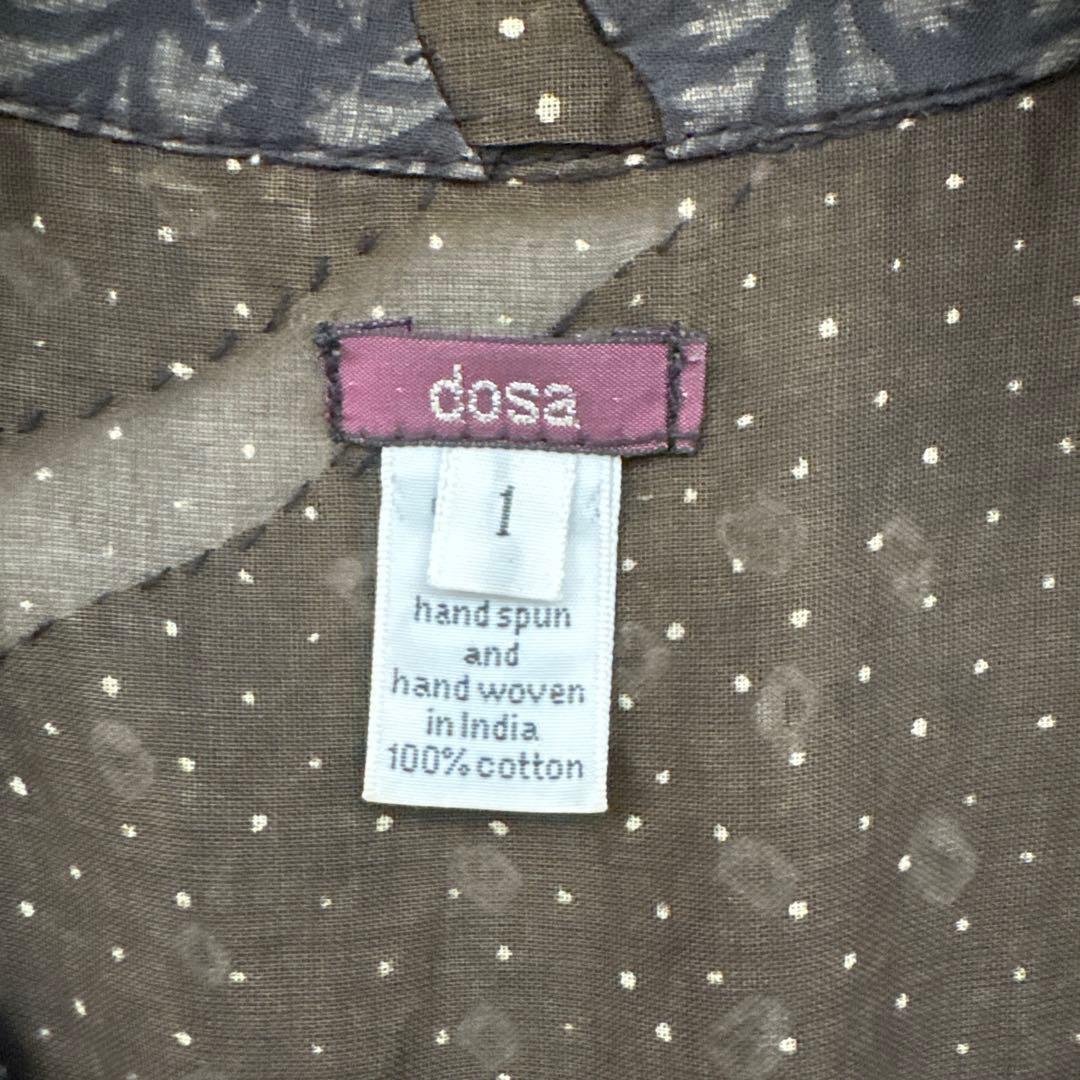 dosa
1
hand spun
and
hand woven
in India
100% cotton